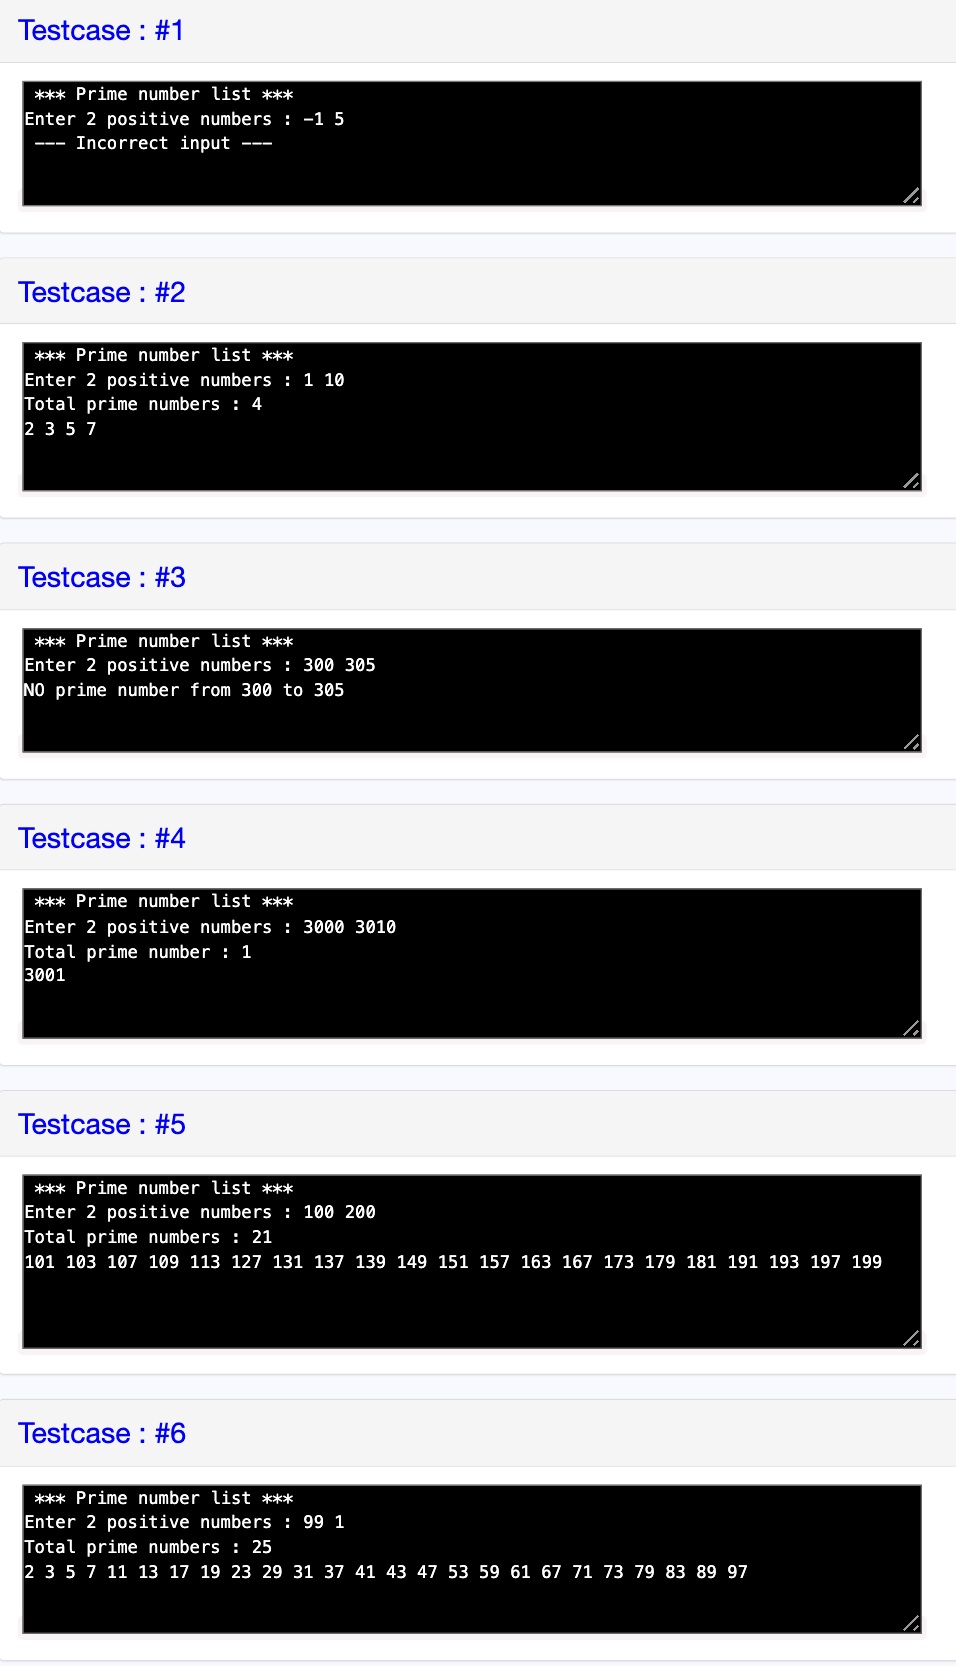 Testcase : #1
*** Prime number list ***
Enter 2 positive numbers : -1 5
--- Incorrect input ---
Testcase : #2
*** Prime number list ***
Enter 2 positive numbers : 1 10
Total prime numbers : 4
2 3 5 7
Testcase : #3
*** Prime number list ***
Enter 2 positive numbers : 300 305
NO prime number from 300 to 305
Testcase : #4
*** Prime number list ***
Enter 2 positive numbers : 3000 3010
Total prime number : 1
3001
Testcase : #5
*** Prime number list ***
Enter 2 positive numbers : 100 200
Total prime numbers : 21
101 103 107 109 113 127 131 137 139 149 151 157 163 167 173 179 181 191 193 197 199
Testcase : #6
*** Prime number list ***
Enter 2 positive numbers : 99 1
Total prime numbers : 25
2 3 5 7 11 13 17 19 23 29 31 37 41 43 47 53 59 61 67 71 73 79 83 89 97